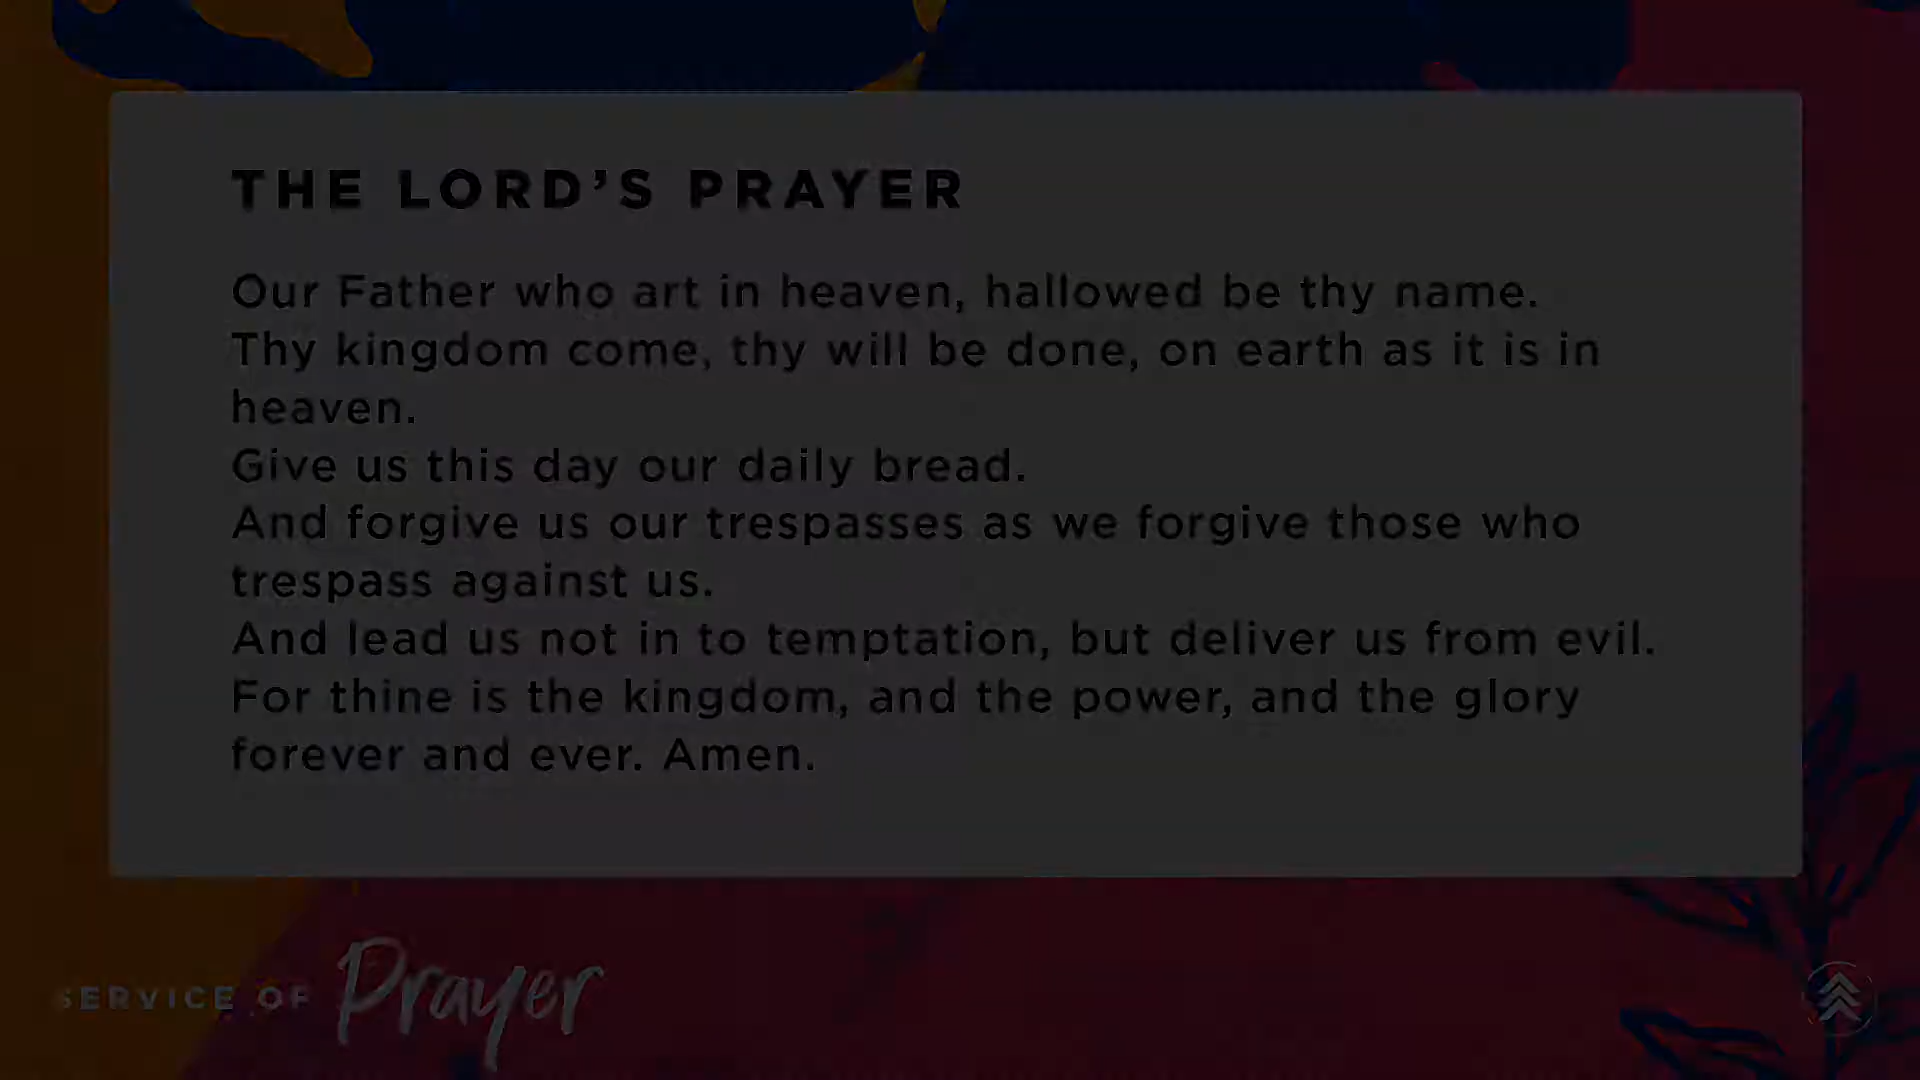 THE LORD’S PRAYER
Our Father who art in heaven, hallowed be thy name.
Thy kingdom come, thy will be done, on earth as it is in
heaven.
Give us this day our daily bread.
And forgive us our trespasses as we forgive those who
trespass against us.
And lead us not in to temptation, but deliver us from evil.
For thine is the kingdom, and the power, and the glory
forever and ever. Amen.
SERVICE OF Prayer